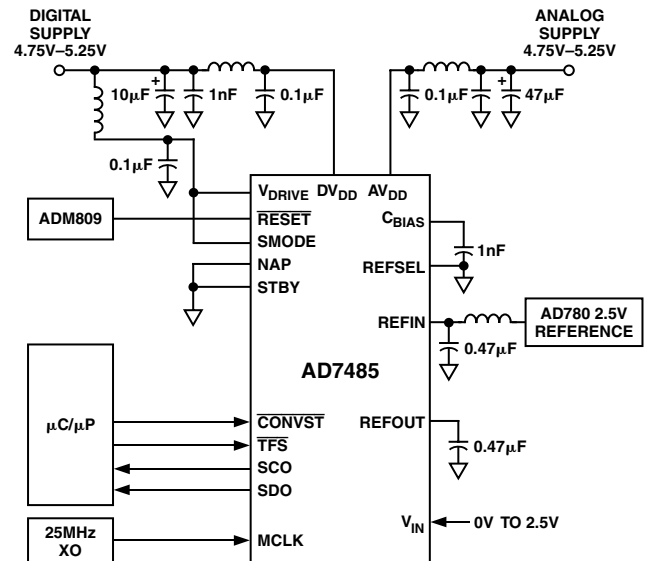 DIGITAL
SUPPLY
4.75V–5.25V
ANALOG
SUPPLY
4.75V–5.25V
10μF
+
1nF
0.1μF
0.1μF
+
47μF
0.1μF
VDRIVE
DVDD
AVDD
ADM809
RESET
CBIAS
SMODE
1nF
NAP
REFSEL
STBY
REFIN
AD780 2.5V
REFERENCE
0.47μF
AD7485
μC/μP
CONVST
REFOUT
TFS
0.47μF
SCO
SDO
VIN
0V TO 2.5V
25MHz
XO
MCLK